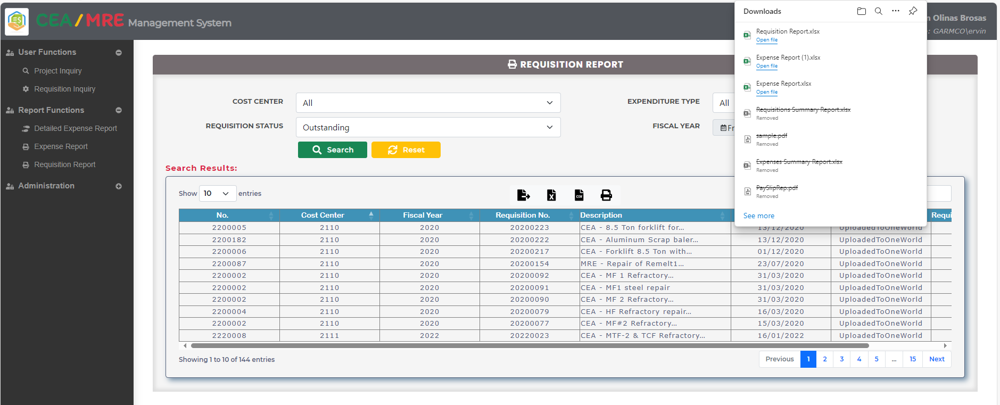 CEA/MRE Management System
n Olinas Brosas
: GARMCO\ervin
Downloads
Requisition Report.xlsx
Open file
Expense Report (1).xlsx
Open file
Expense Report.xlsx
Open file
Requisitions Summary Report.xlsx
Removed
sample.pdf
Removed
Expenses Summary Report.xlsx
Removed
PaySlipRep.pdf
Removed
See more
User Functions
Project Inquiry
Requisition Inquiry
Report Functions
Detailed Expense Report
Expense Report
Requisition Report
Administration
REQUISITION REPORT
COST CENTER All EXPENDITURE TYPE All
REQUISITION STATUS Outstanding FISCAL YEAR Fr
Search Reset
Search Results:
Show 10 entries
No. Cost Center Fiscal Year Requisition No. Description Requi
2200005 2110 2020 20200223 CEA - 8.5 Ton forklift for... 13/12/2020 UploadedToOneWorld
2200182 2110 2020 20200222 CEA - Aluminum Scrap baler... 13/12/2020 UploadedToOneWorld
2200006 2110 2020 20200217 CEA - Forklift 8.5 Ton with... 01/12/2020 UploadedToOneWorld
2200087 2110 2020 20200154 MRE - Repair of Remelt1... 23/07/2020 UploadedToOneWorld
2200002 2110 2020 20200092 CEA - MF 1 Refractory... 31/03/2020 UploadedToOneWorld
2200002 2110 2020 20200091 CEA - MF1 steel repair 31/03/2020 UploadedToOneWorld
2200002 2110 2020 20200090 CEA - MF 2 Refractory... 31/03/2020 UploadedToOneWorld
2200004 2110 2020 20200079 CEA - HF Refractory repair... 16/03/2020 UploadedToOneWorld
2200002 2110 2020 20200077 CEA - MF#2 Refractory... 15/03/2020 UploadedToOneWorld
2220008 2111 2022 20220023 CEA - MTF-2 & TCF Refractory... 16/01/2022 UploadedToOneWorld
Showing 1 to 10 of 144 entries
Previous 1 2 3 4 5 ... 15 Next